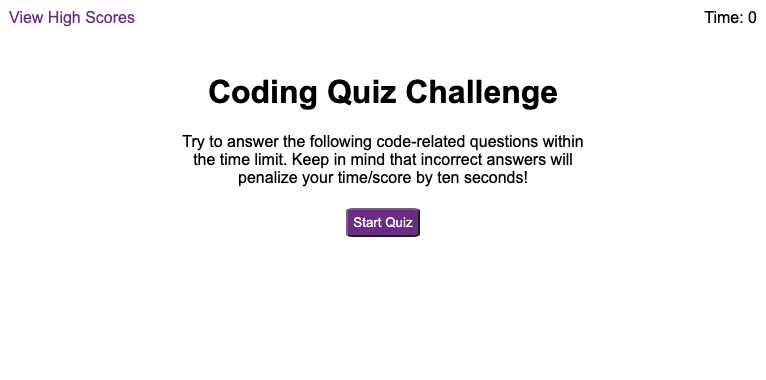 View High Scores
Time: 0
Coding Quiz Challenge
Try to answer the following code-related questions within
the time limit. Keep in mind that incorrect answers will
penalize your time/score by ten seconds!
Start Quiz